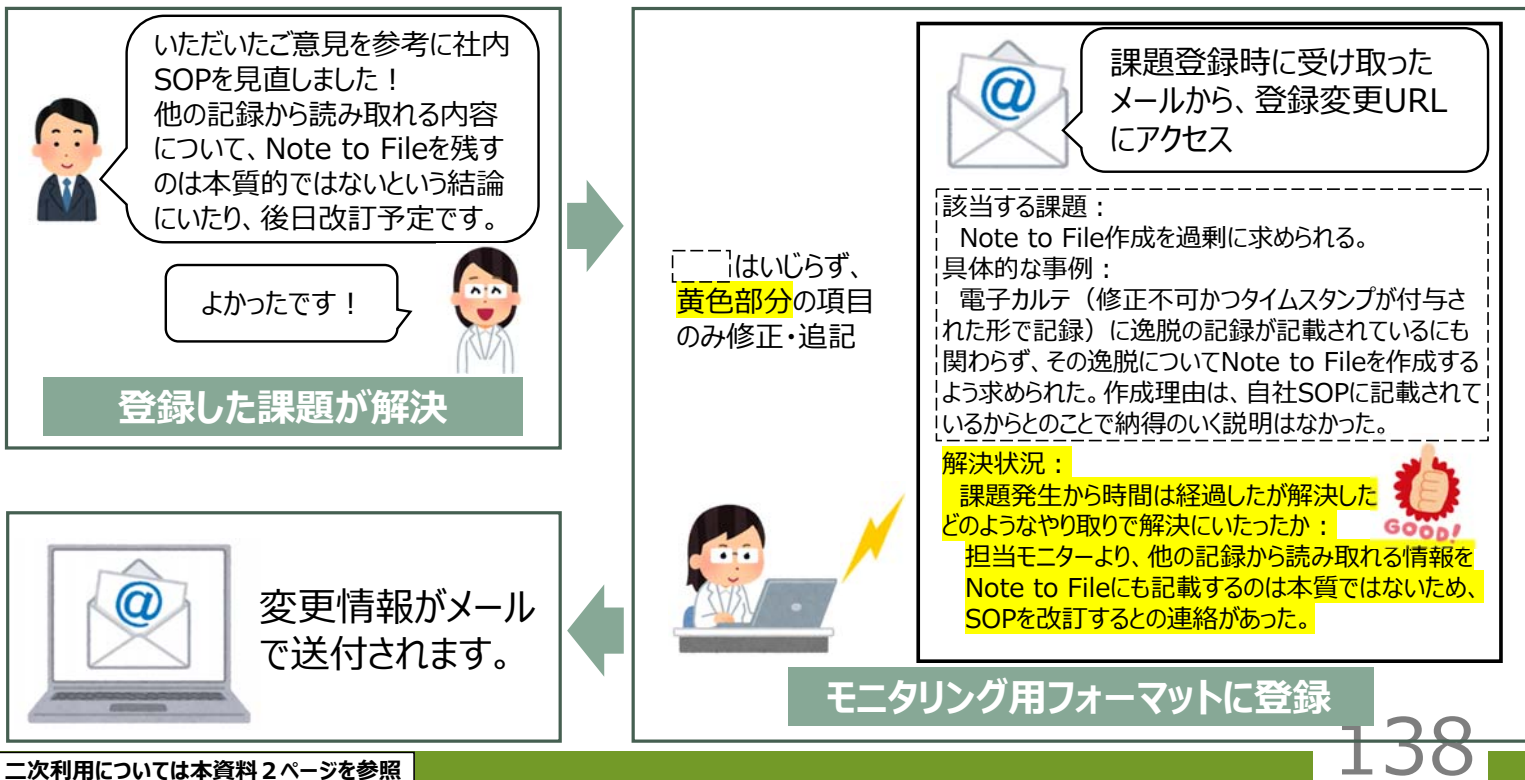 いただいたご意見を参考に社内
SOPを見直しました！
他の記録から読み取れる内容
について、Note to Fileを残す
のは本質的ではないという結論
にいたり、後日改訂予定です。
よかったです！
登録した課題が解決
はいじらず、
黄色部分の項目
のみ修正・追記
@
課題登録時に受け取った
メールから、登録変更URL
にアクセス
該当する課題：
Note to File作成を過剰に求められる。
具体的な事例：
電子カルテ（修正不可かつタイムスタンプが付与さ
れた形で記録）に逸脱の記録が記載されているにも
関わらず、その逸脱についてNote to Fileを作成する
よう求められた。作成理由は、自社SOPに記載されて
いるからとのことで納得のいく説明はなかった。
解決状況：
課題発生から時間は経過したが解決した
どのようなやり取りで解決にいたったか：
担当モニターより、他の記録から読み取れる情報を
Note to Fileにも記載するのは本質ではないため、
SOPを改訂するとの連絡があった。
GOOD!
モニタリング用フォーマットに登録
@
変更情報がメール
で送付されます。
138
二次利用については本資料２ページを参照